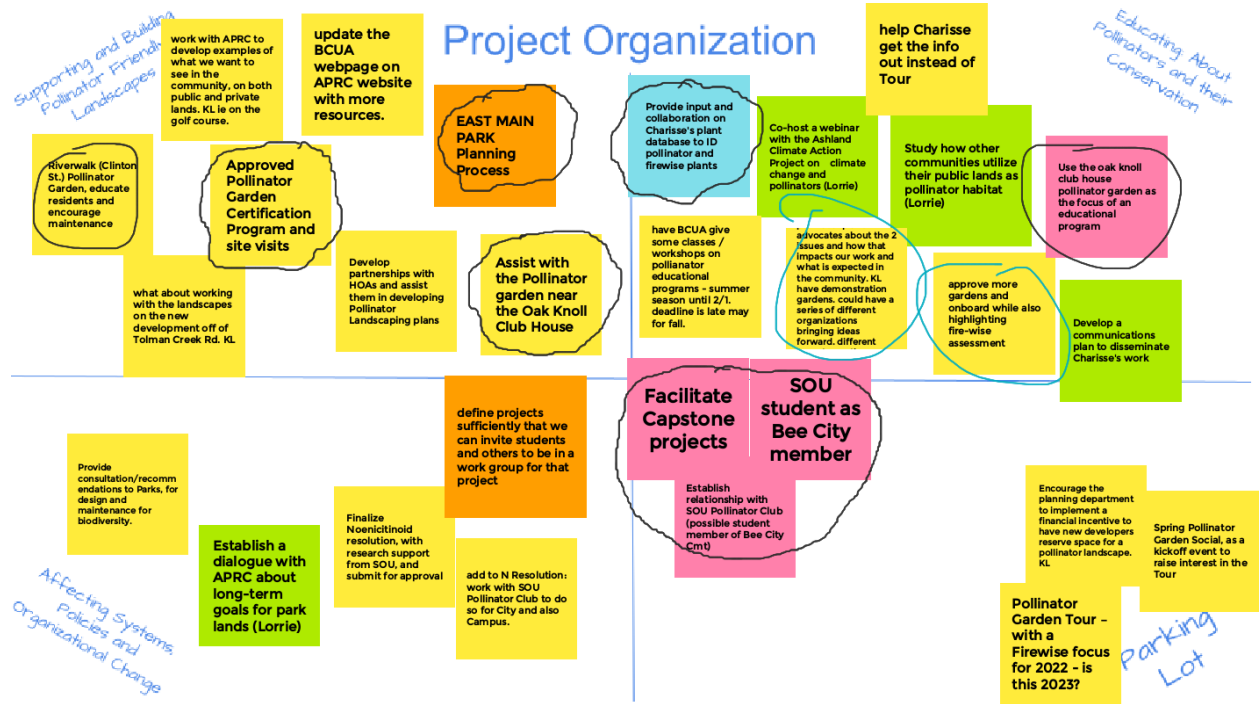 Project Organization
Supporting and Building
Pollinator Friendly
Landscapes
work with APRC to
develop examples of
what we want to
see in the
community, on both
public and private
lands. KL ie on the
golf course.
update the
BCUA
webpage on
APRC website
with more
resources.
EAST MAIN
PARK
Planning
Process
Riverwalk (Clinton
St.) Pollinator
Garden, educate
residents and
encourage
maintenance
Approved
Pollinator
Garden
Certification
Program and
site visits
what about working
with the landscapes
on the new
development off of
Tolman Creek Rd. KL
Develop
partnerships with
HOAs and assist
them in developing
Pollinator
Landscaping plans
Assist with
the Pollinator
garden near
the Oak Knoll
Club House
Educating About
Pollinators and their
Conservation
help Charisse
get the info
out instead of
Tour
Provide input and
collaboration on
Charisse's plant
database to ID
pollinator and
firewise plants
Co-host a webinar
with the Ashland
Climate Action
Project on climate
change and
pollinators (Lorrie)
Study how other
communities utilize
their public lands as
pollinator habitat
(Lorrie)
Use the oak knoll
club house
pollinator garden as
the focus of an
educational
program
have BCUA give
some classes /
workshops on
pollianator
educational
programs - summer
season until 2/1.
deadline is late may
for fall.
advocates about the 2
issues and how that
impacts our work and
what is expected in
the community. KL
have demonstration
gardens. could have a
series of different
organizations
bringing ideas
forward. different
approve more
gardens and
onboard while also
highlighting
fire-wise
assessment
Develop a
communications
plan to disseminate
Charisse's work
Facilitate
Capstone
projects
SOU
student as
Bee City
member
Establish
relationship with
SOU Pollinator Club
(possible student
member of Bee City
Cmt)
define projects
sufficiently that we
can invite students
and others to be in a
work group for that
project
Provide
consultation/recomm
endations to Parks, for
design and
maintenance for
biodiversity.
Establish a
dialogue with
APRC about
long-term
goals for park
lands (Lorrie)
Finalize
Noenicitinoid
resolution, with
research support
from SOU, and
submit for approval
add to N Resolution:
work with SOU
Pollinator Club to do
so for City and also
Campus.
Affecting Systems,
Policies and
Organizational Change
Encourage the
planning department
to implement a
financial incentive to
have new developers
reserve space for a
pollinator landscape.
KL
Spring Pollinator
Garden Social, as a
kickoff event to
raise interest in the
Tour
Pollinator
Garden Tour –
with a
Firewise focus
for 2022 - is
this 2023?
Parking
Lot